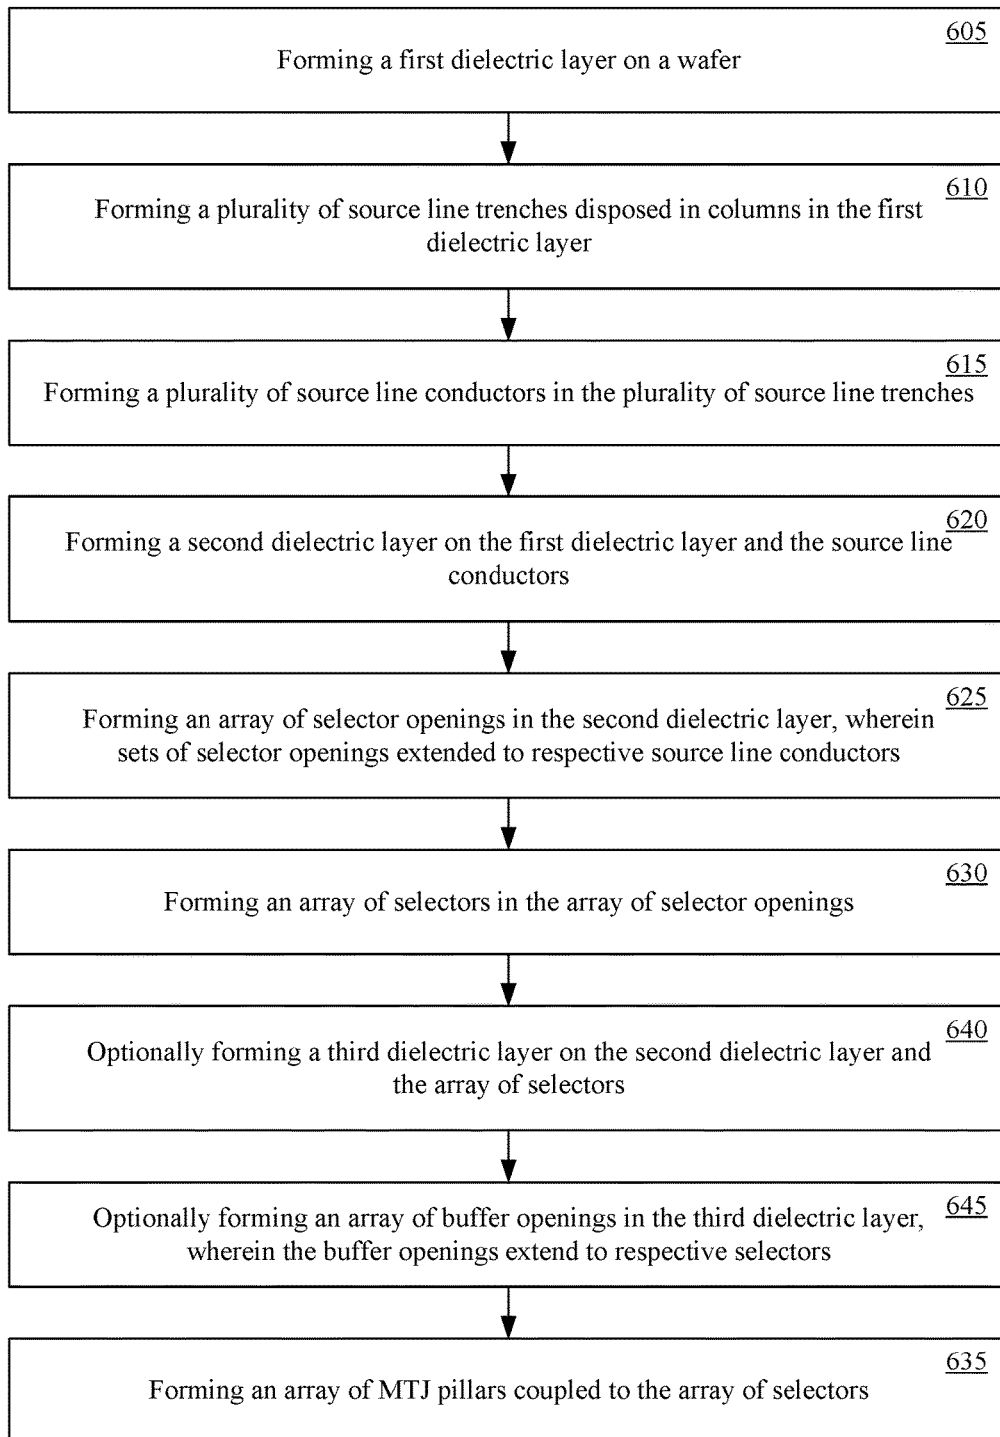 605
Forming a first dielectric layer on a wafer
610
Forming a plurality of source line trenches disposed in columns in the first
dielectric layer
615
Forming a plurality of source line conductors in the plurality of source line trenches
620
Forming a second dielectric layer on the first dielectric layer and the source line
conductors
625
Forming an array of selector openings in the second dielectric layer, wherein
sets of selector openings extended to respective source line conductors
630
Forming an array of selectors in the array of selector openings
640
Optionally forming a third dielectric layer on the second dielectric layer and
the array of selectors
645
Optionally forming an array of buffer openings in the third dielectric layer,
wherein the buffer openings extend to respective selectors
635
Forming an array of MTJ pillars coupled to the array of selectors